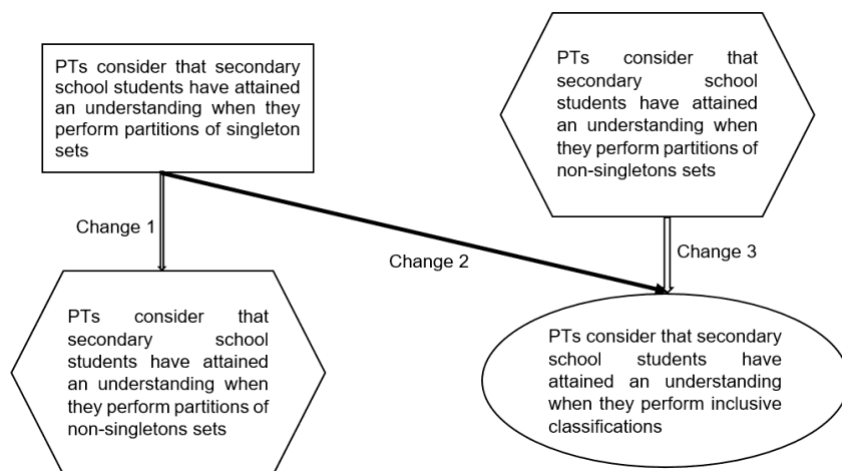 PTs consider that secondary
school students have attained
an understanding when they
perform partitions of singleton
sets
PTs consider that
secondary school
students have attained
an understanding when
they perform partitions of
non-singletons sets
Change 1
Change 2
Change 3
PTs consider that
secondary school
students have attained
an understanding when
they perform partitions of
non-singletons sets
PTs consider that secondary
school students have
attained an understanding
when they perform inclusive
classifications